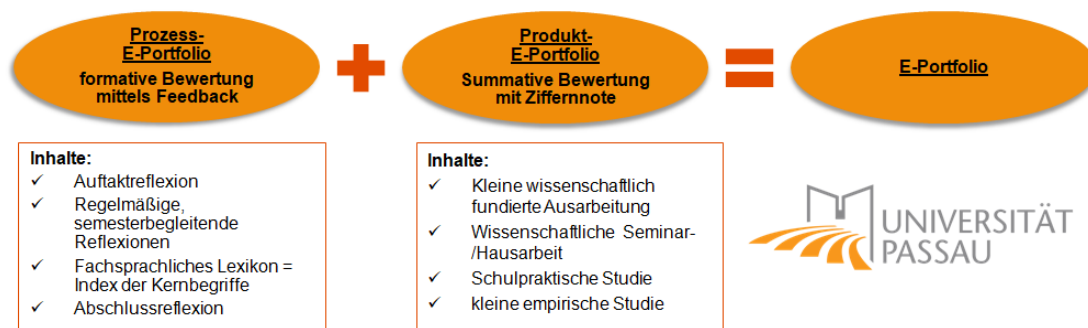 Prozess-
E-Portfolio
formative Bewertung
mittels Feedback
+
Produkt-
E-Portfolio
Summative Bewertung
mit Ziffernnote
=
E-Portfolio
Inhalte:
✓ Auftaktreflexion
✓ Regelmäßige,
semesterbegleitende
Reflexionen
✓ Fachsprachliches Lexikon =
Index der Kernbegriffe
✓ Abschlussreflexion
Inhalte:
✓ Kleine wissenschaftlich
fundierte Ausarbeitung
✓ Wissenschaftliche Seminar-
/Hausarbeit
✓ Schulpraktische Studie
✓ kleine empirische Studie
UNIVERSITÄT
PASSAU